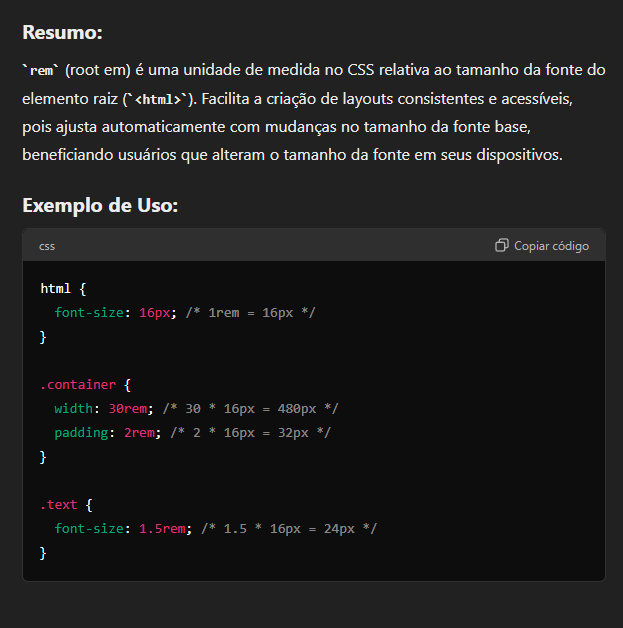 Resumo:
`rem` (root em) é uma unidade de medida no CSS relativa ao tamanho da fonte do
elemento raiz (`<html>`). Facilita a criação de layouts consistentes e acessíveis,
pois ajusta automaticamente com mudanças no tamanho da fonte base,
beneficiando usuários que alteram o tamanho da fonte em seus dispositivos.
Exemplo de Uso:
css Copiar código
html {
  font-size: 16px; /* 1rem = 16px */
}
.container {
  width: 30rem; /* 30 * 16px = 480px */
  padding: 2rem; /* 2 * 16px = 32px */
}
.text {
  font-size: 1.5rem; /* 1.5 * 16px = 24px */
}